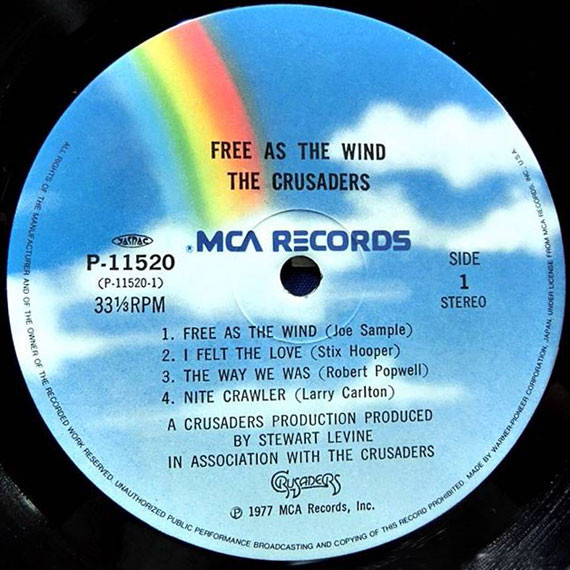 FREE AS THE WIND
THE CRUSADERS
JASRAC
® MCA RECORDS
P-11520
(P-11520-1)
33⅓RPM
SIDE
1
STEREO
1. FREE AS THE WIND (Joe Sample)
2. I FELT THE LOVE (Stix Hooper)
3. THE WAY WE WAS (Robert Popwell)
4. NITE CRAWLER (Larry Carlton)
A CRUSADERS PRODUCTION PRODUCED
BY STEWART LEVINE
IN ASSOCIATION WITH THE CRUSADERS
CRUSADERS
℗ 1977 MCA Records, Inc.
ALL RIGHTS OF THE MANUFACTURER AND OF THE OWNER OF THE RECORDED WORK RESERVED. UNAUTHORIZED PUBLIC PERFORMANCE BROADCASTING AND COPYING OF THIS RECORD PROHIBITED. MADE BY WARNER-PIONEER CORPORATION, JAPAN, UNDER LICENSE FROM MCA RECORDS, INC., U.S.A.